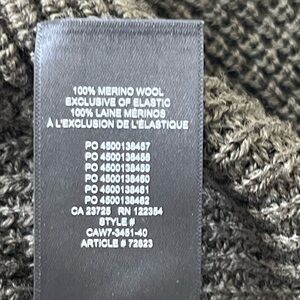 100% MERINO WOOL
EXCLUSIVE OF ELASTIC
100% LAINE MÉRINOS
À L'EXCLUSION DE L'ÉLASTIQUE
PO 4500138457
PO 4500138458
PO 4500138459
PO 4500138460
PO 4500138461
PO 4500138462
CA 23725 RN 122354
STYLE #
CAW7-3451-40
ARTICLE # 72823